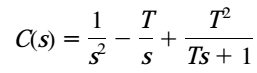 C(s) = 1/s² − T/s + T²/(Ts + 1)